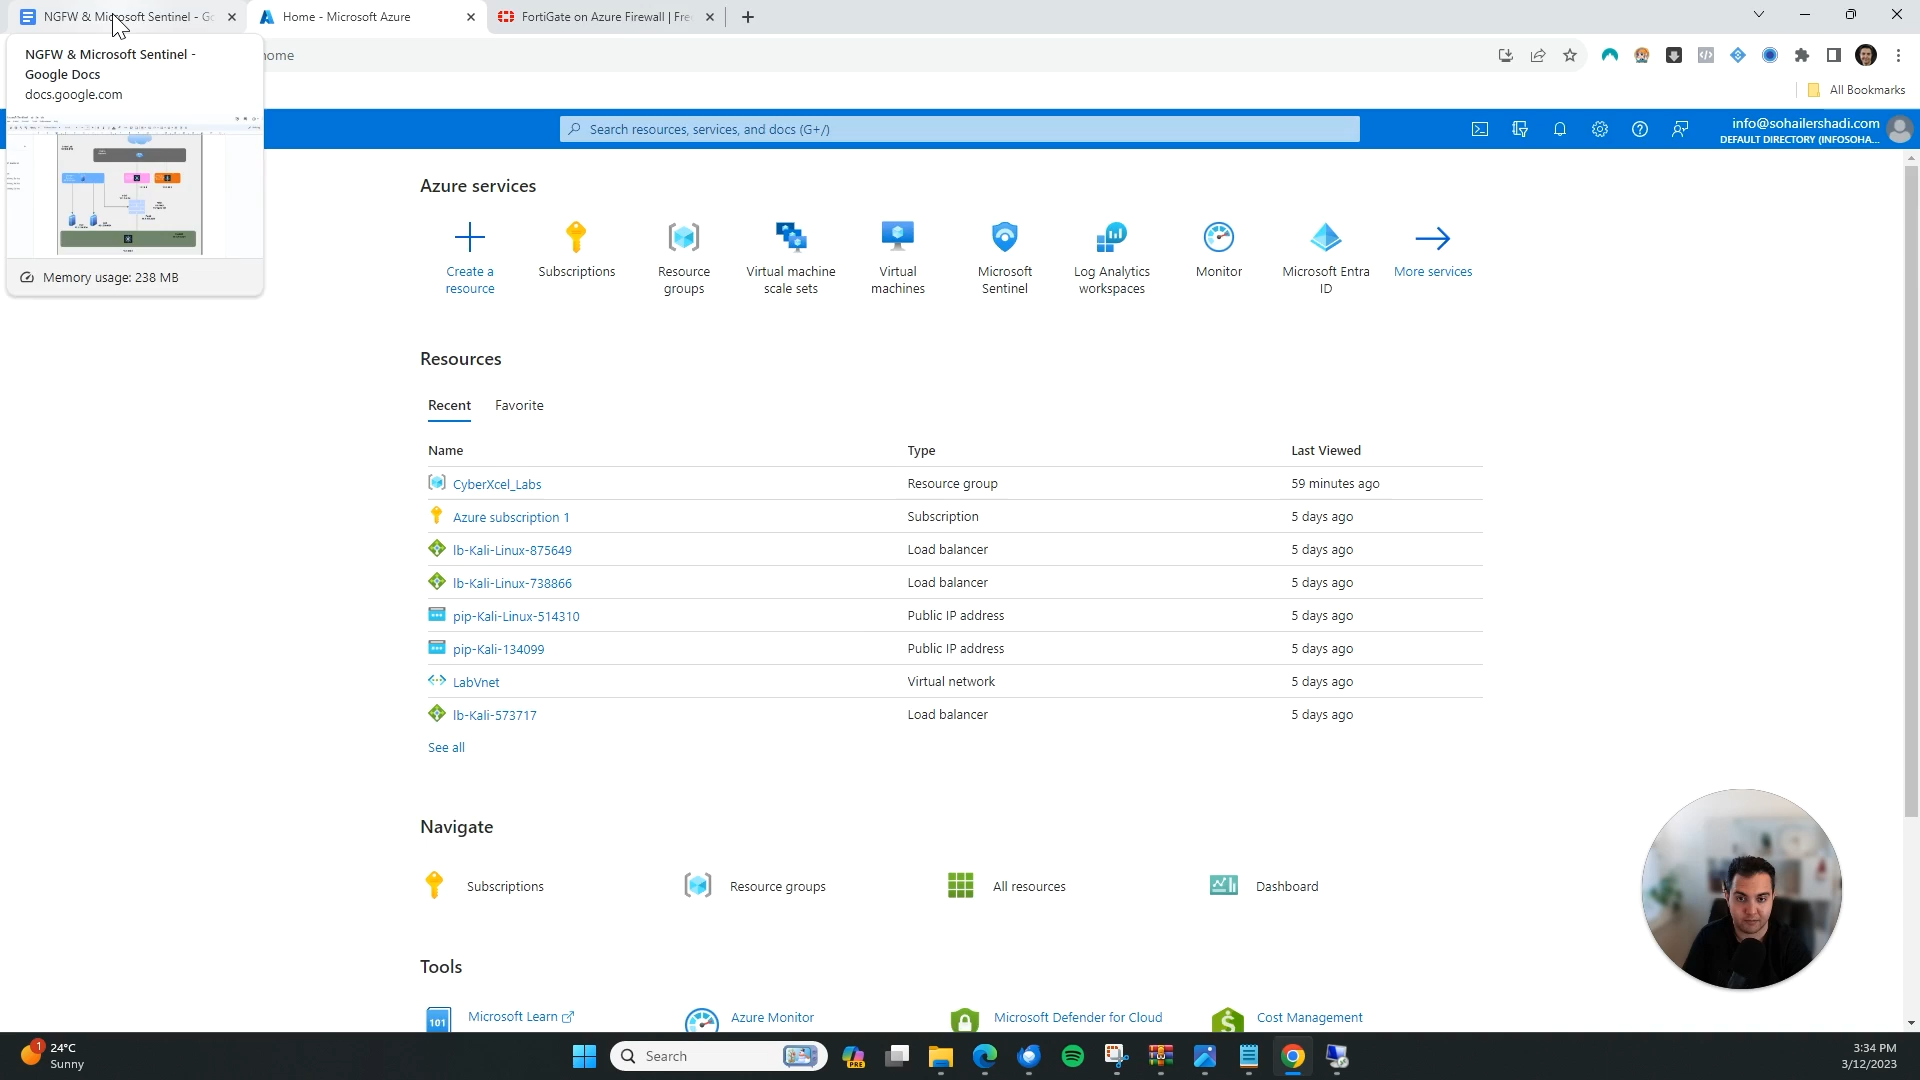 NGFW & Microsoft Sentinel - Go
Home - Microsoft Azure
FortiGate on Azure Firewall | Fre
NGFW & Microsoft Sentinel -
Google Docs
docs.google.com
Memory usage: 238 MB
ome
All Bookmarks
Search resources, services, and docs (G+/)
info@sohailershadi.com
DEFAULT DIRECTORY (INFOSOHA...
Azure services
Create a
resource
Subscriptions
Resource
groups
Virtual machine
scale sets
Virtual
machines
Microsoft
Sentinel
Log Analytics
workspaces
Monitor
Microsoft Entra
ID
More services
Resources
Recent
Favorite
Name Type Last Viewed
CyberXcel_Labs Resource group 59 minutes ago
Azure subscription 1 Subscription 5 days ago
lb-Kali-Linux-875649 Load balancer 5 days ago
lb-Kali-Linux-738866 Load balancer 5 days ago
pip-Kali-Linux-514310 Public IP address 5 days ago
pip-Kali-134099 Public IP address 5 days ago
LabVnet Virtual network 5 days ago
lb-Kali-573717 Load balancer 5 days ago
See all
Navigate
Subscriptions
Resource groups
All resources
Dashboard
Tools
101
Microsoft Learn
Azure Monitor
Microsoft Defender for Cloud
Cost Management
1
24°C
Sunny
Search
PRE
3:34 PM
3/12/2023